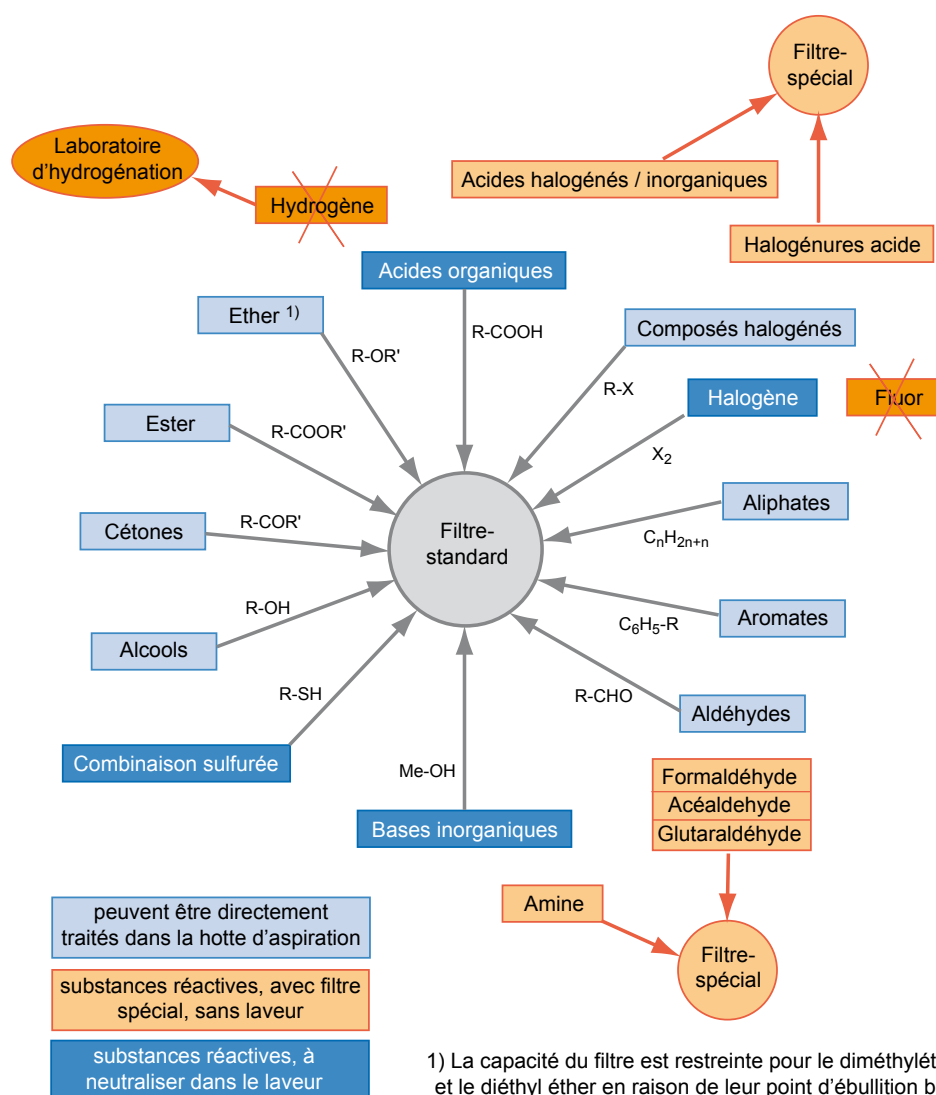 Filtre-
spécial
Laboratoire
d'hydrogénation
Hydrogène
Acides halogénés / inorganiques
Halogénures acide
Acides organiques
Ether 1)
R-COOH
Composés halogénés
R-OR'
R-X
Halogène
Fluor
Ester
R-COOR'
X2
Aliphates
Cétones
R-COR'
Filtre-
standard
CnH2n+n
R-OH
Alcools
C6H5-R
Aromates
R-SH
R-CHO
Aldéhydes
Combinaison sulfurée
Me-OH
Bases inorganiques
Formaldéhyde
Acéaldehyde
Glutaraldéhyde
Amine
Filtre-
spécial
peuvent être directement
traités dans la hotte d'aspiration
substances réactives, avec filtre
spécial, sans laveur
substances réactives, à
neutraliser dans le laveur
1) La capacité du filtre est restreinte pour le
et le diéthyl éther en raison de leur point d'ébullition